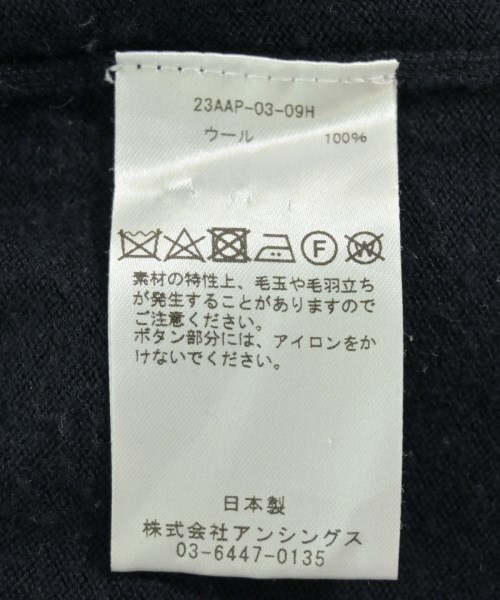 23AAP-03-09H
ウール 100%
F W
素材の特性上、毛玉や毛羽立ち
が発生することがありますので
ご注意ください。
ボタン部分には、アイロンをか
けないでください。
日本製
株式会社アンシングス
03-6447-0135